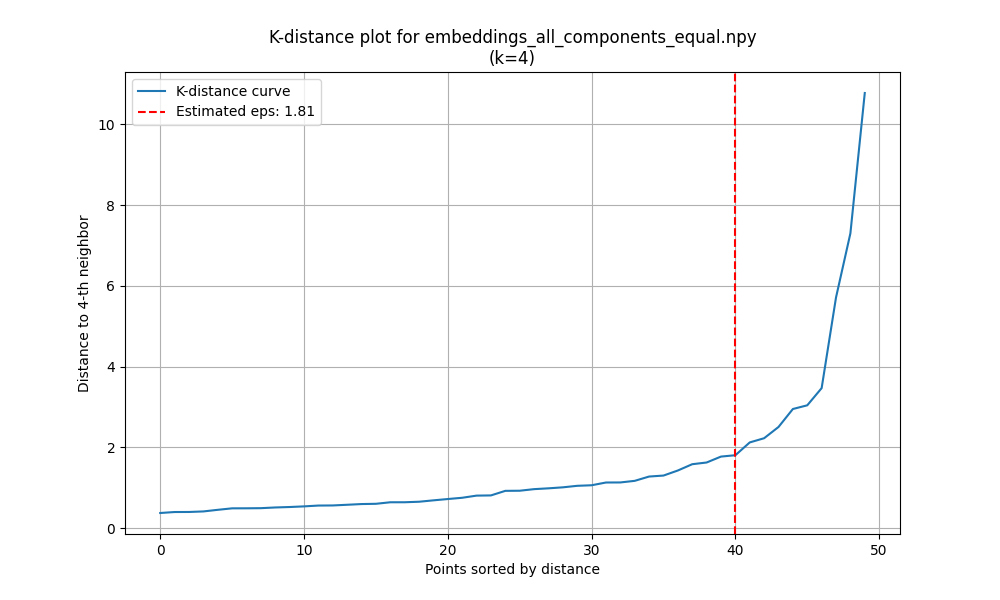 K-distance plot for embeddings_all_components_equal.npy
(k=4)
K-distance curve
Estimated eps: 1.81
Distance to 4-th neighbor
10
8
6
4
2
0
0 10 20 30 40 50
Points sorted by distance